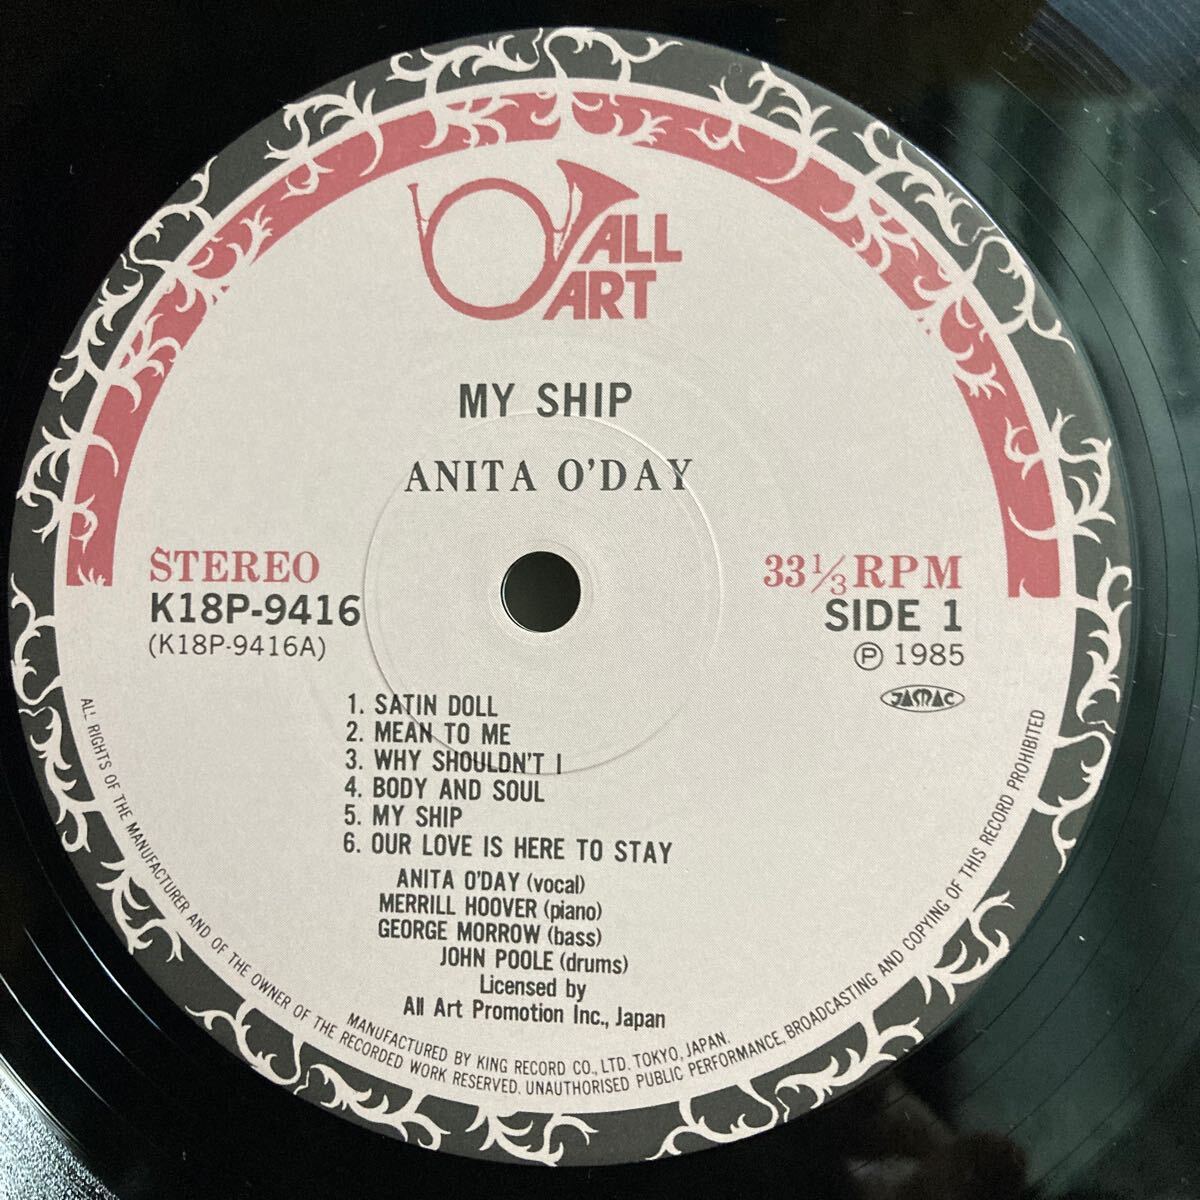 ALL
ART
MY SHIP
ANITA O'DAY
STEREO
K18P-9416
(K18P-9416A)
33 1/3 RPM
SIDE 1
Ⓟ 1985
JASRAC
1. SATIN DOLL
2. MEAN TO ME
3. WHY SHOULDN'T I
4. BODY AND SOUL
5. MY SHIP
6. OUR LOVE IS HERE TO STAY
ANITA O'DAY (vocal)
MERRILL HOOVER (piano)
GEORGE MORROW (bass)
JOHN POOLE (drums)
Licensed by
All Art Promotion Inc., Japan
MANUFACTURED BY KING RECORD CO., LTD. TOKYO, JAPAN.
ALL RIGHTS OF THE MANUFACTURER AND OF THE OWNER OF THE RECORDED WORK RESERVED. UNAUTHORISED PUBLIC PERFORMANCE, BROADCASTING AND COPYING OF THIS RECORD PROHIBITED